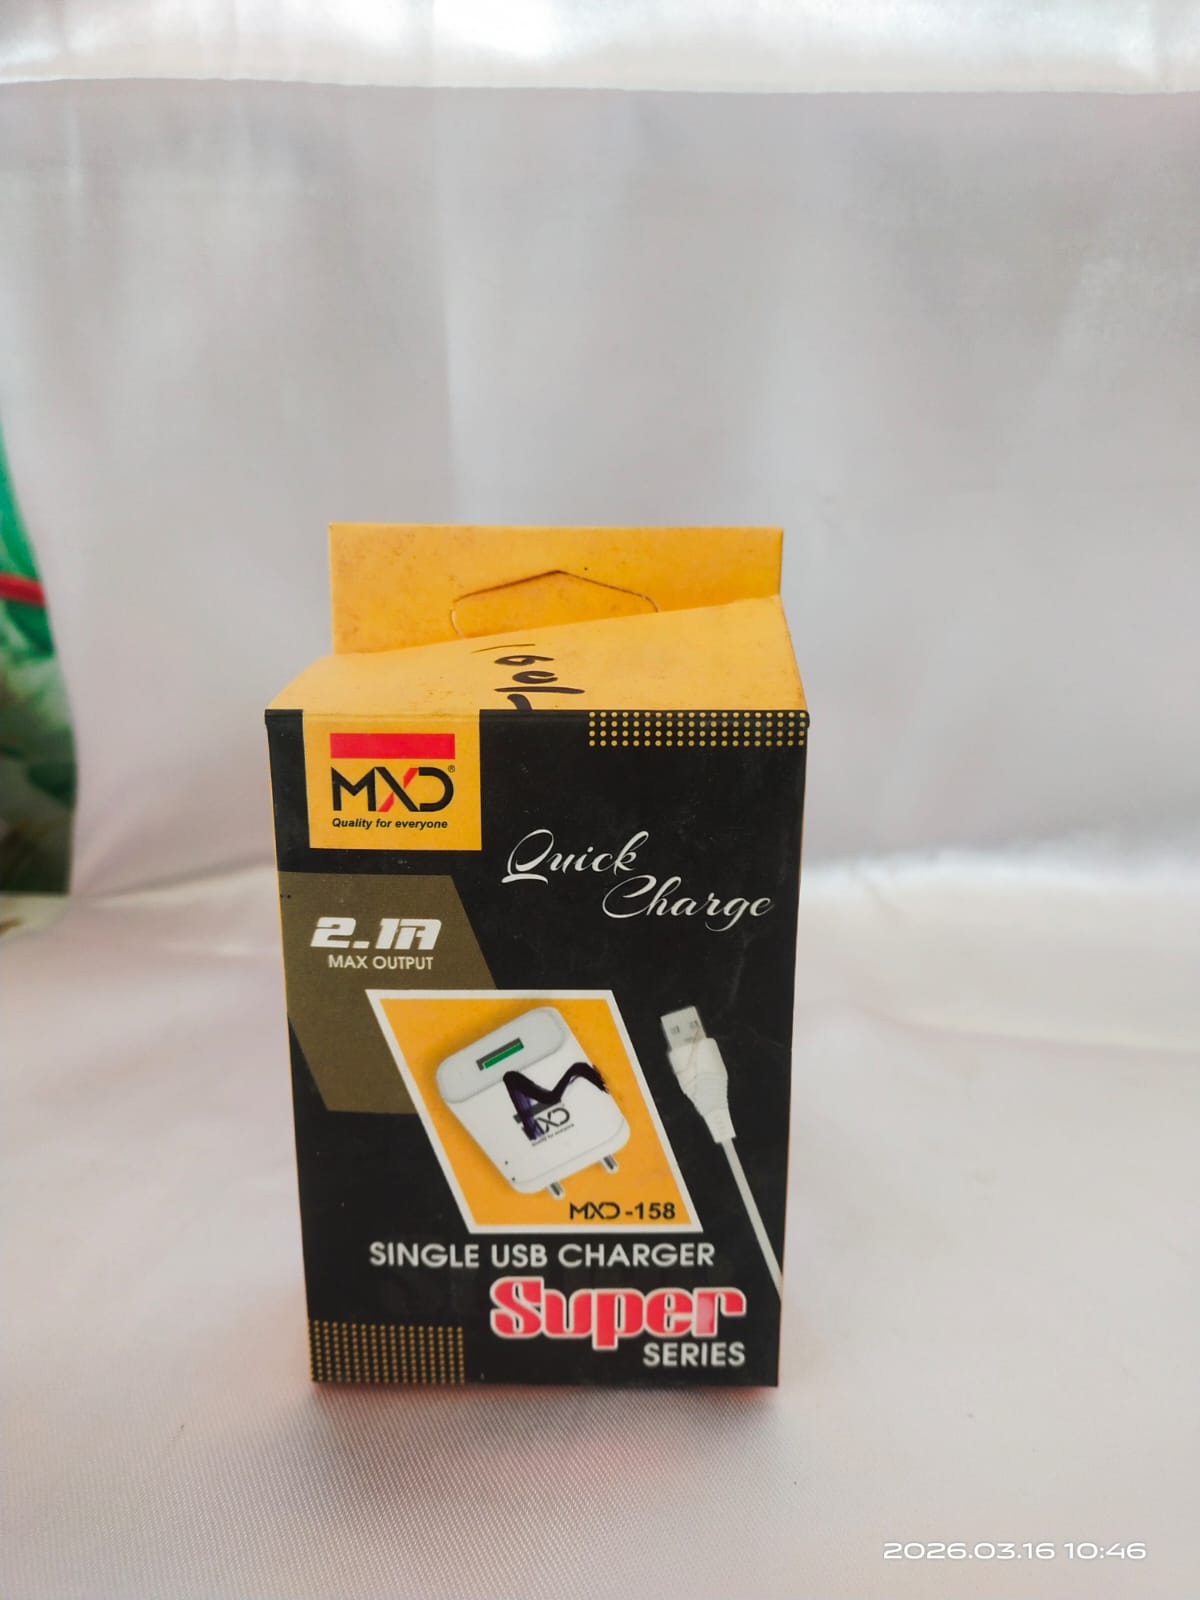 160/-
MXD®
Quality for everyone
Quick
Charge
2.1A
MAX OUTPUT
M
MXD
MXD-158
SINGLE USB CHARGER
Super
SERIES
2026.03.16 10:46